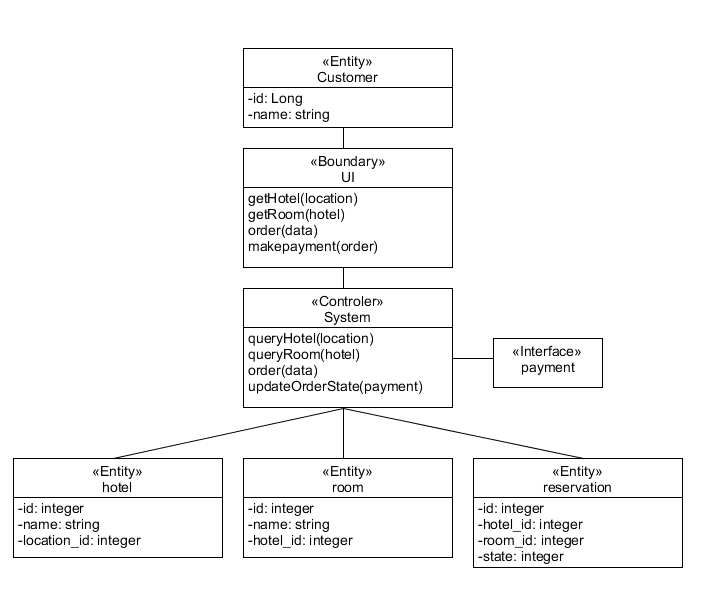 «Entity»
Customer
-id: Long
-name: string
«Boundary»
UI
getHotel(location)
getRoom(hotel)
order(data)
makepayment(order)
«Controler»
System
queryHotel(location)
queryRoom(hotel)
order(data)
updateOrderState(payment)
«Interface»
payment
«Entity»
hotel
-id: integer
-name: string
-location_id: integer
«Entity»
room
-id: integer
-name: string
-hotel_id: integer
«Entity»
reservation
-id: integer
-hotel_id: integer
-room_id: integer
-state: integer